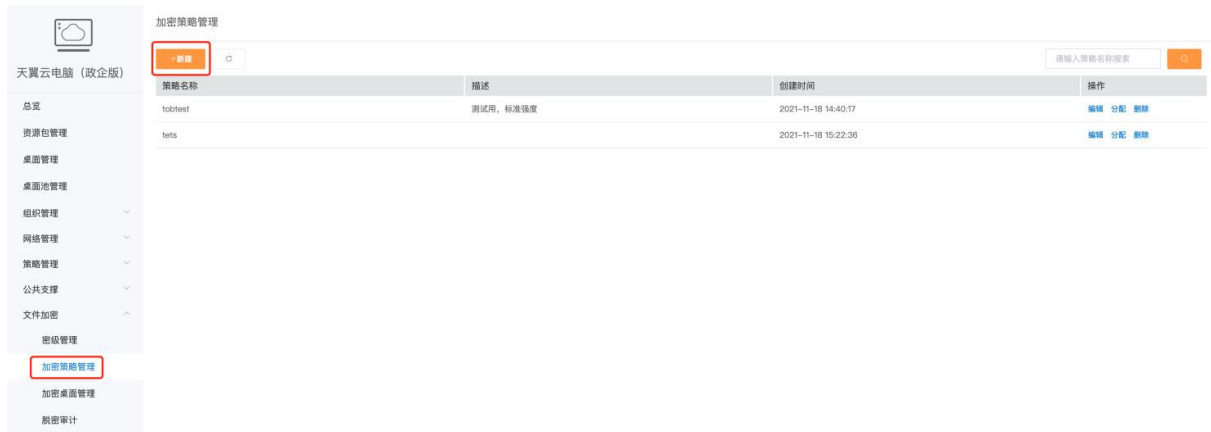 天翼云电脑（政企版）
总览
资源包管理
桌面管理
桌面池管理
组织管理
网络管理
策略管理
公共支撑
文件加密
密级管理
加密策略管理
加密桌面管理
脱密审计
加密策略管理
+新建
请输入策略名称搜索
策略名称 描述 创建时间 操作
tobtest 测试用，标准强度 2021-11-18 14:40:17 编辑 分配 删除
tets 2021-11-18 15:22:36 编辑 分配 删除